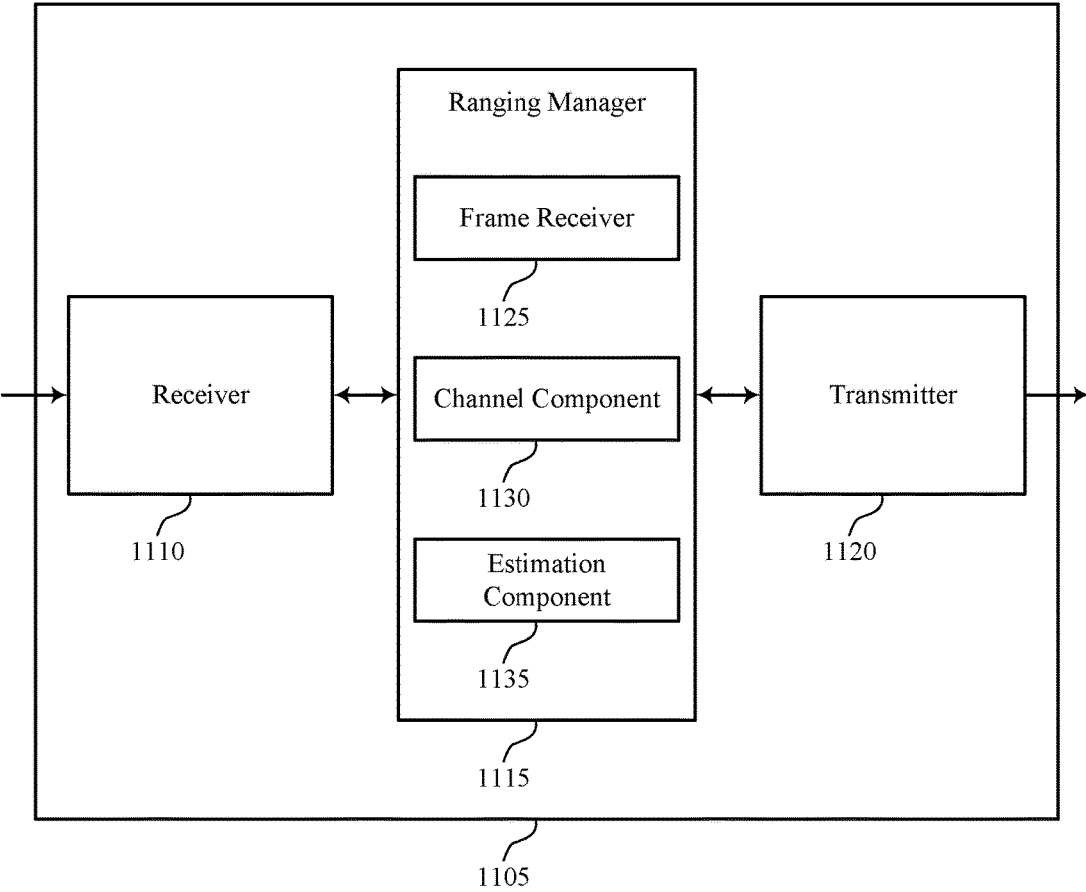 Ranging Manager
Frame Receiver
1125
Receiver
1110
Channel Component
1130
Transmitter
1120
Estimation
Component
1135
1115
1105